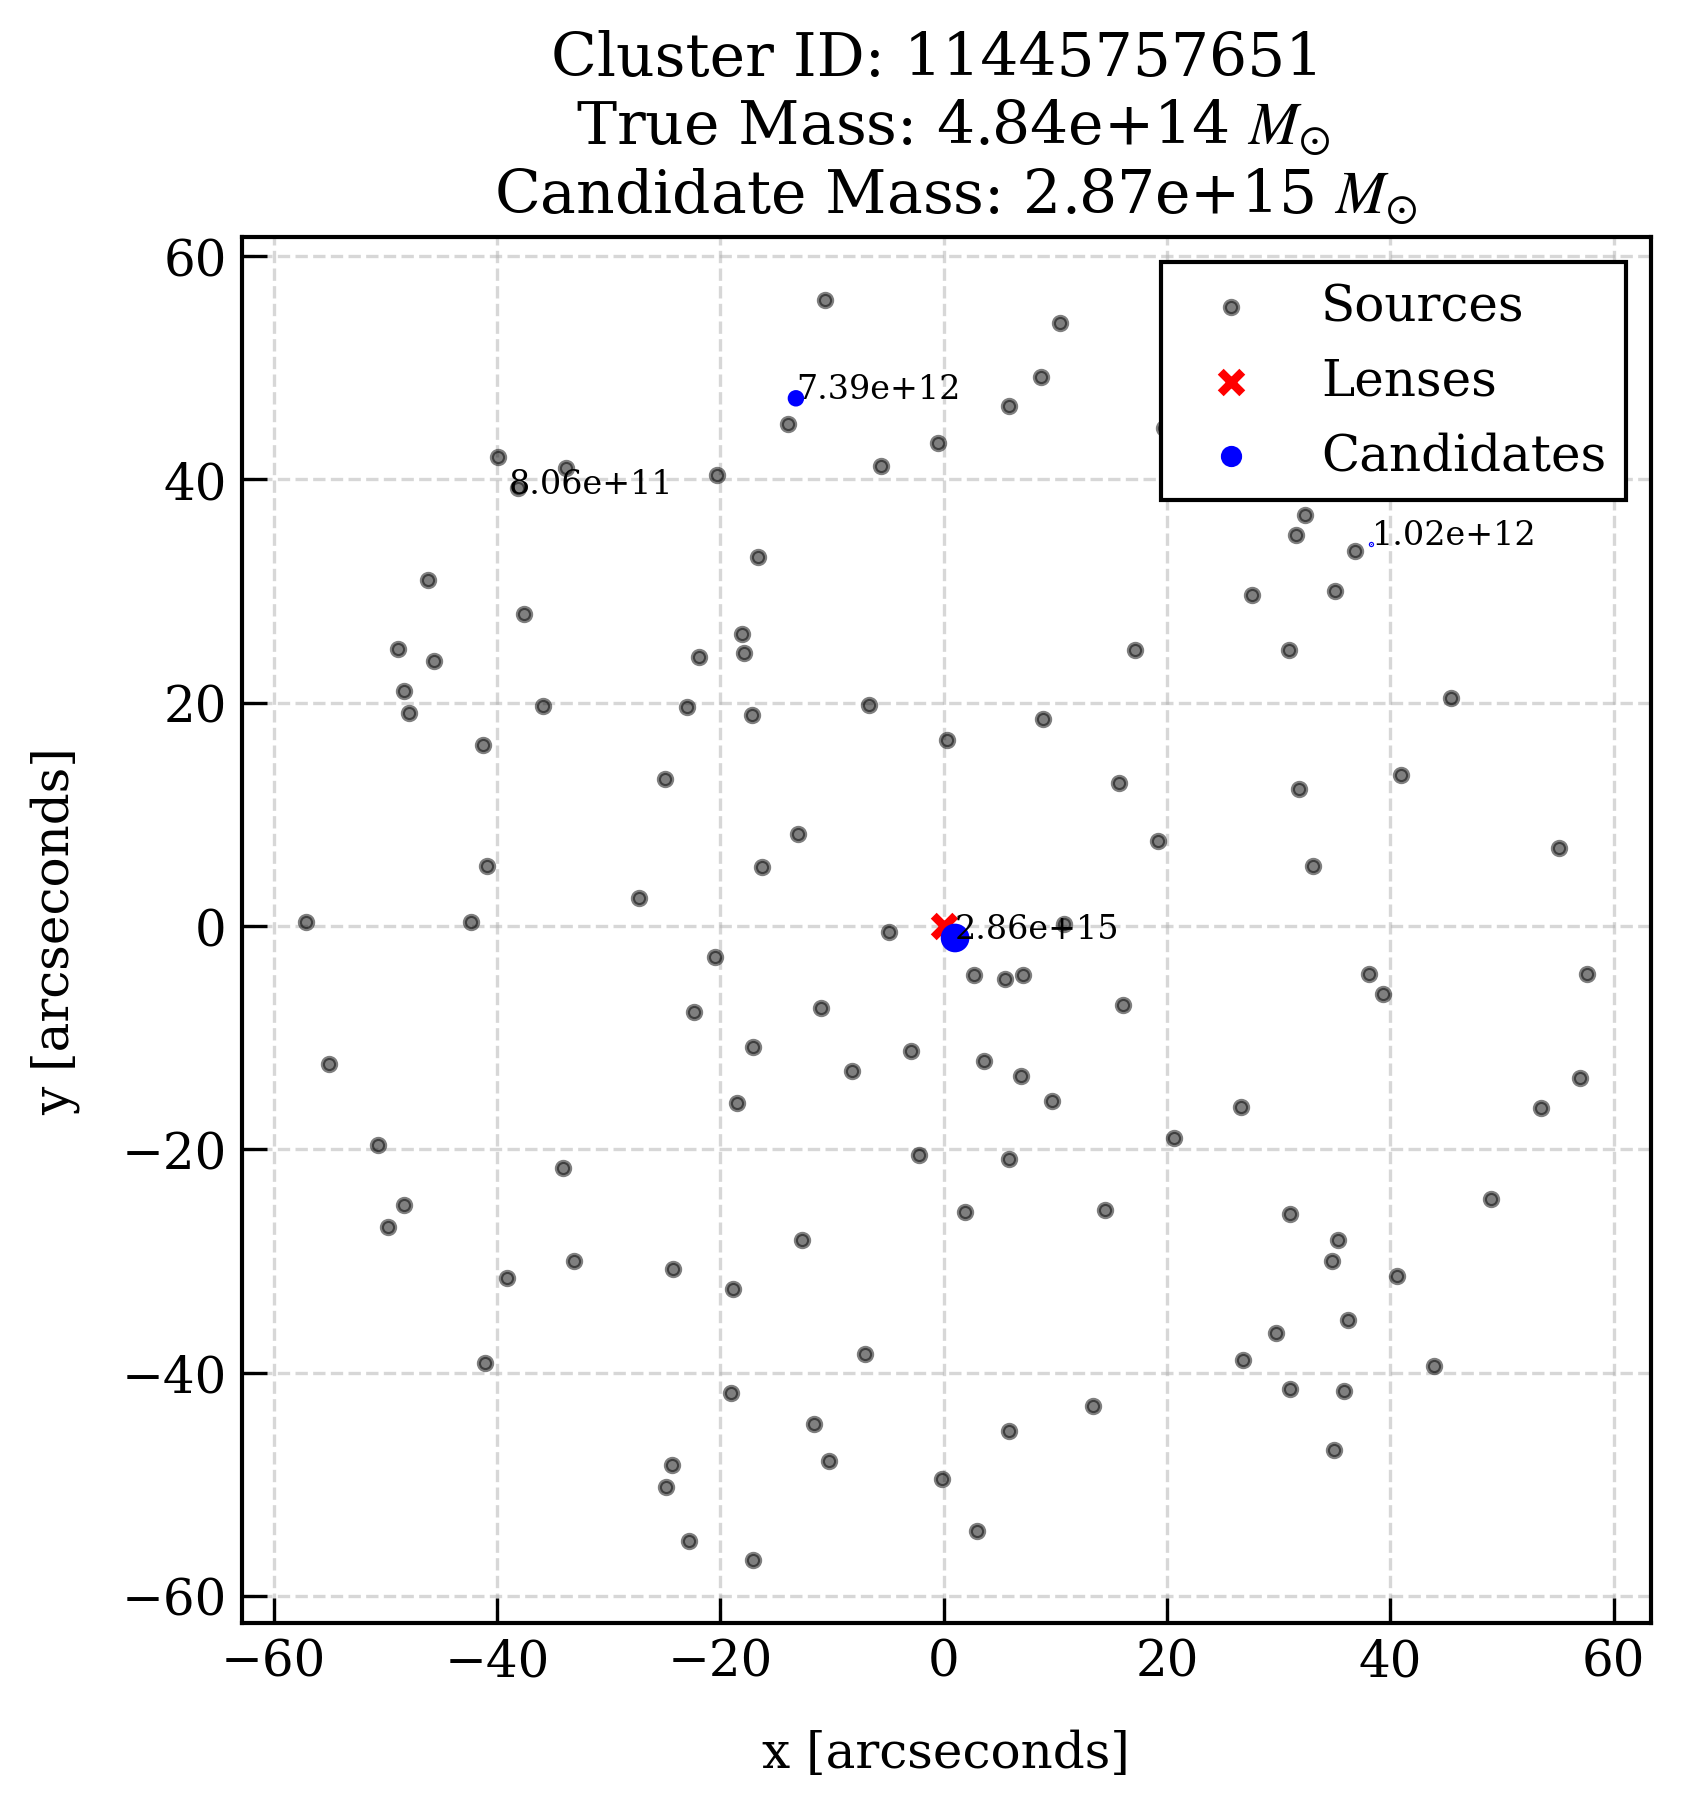 Cluster ID: 11445757651
True Mass: 4.84e+14 M⊙
Candidate Mass: 2.87e+15 M⊙
60
Sources
Lenses
Candidates
7.39e+12
40
8.06e+11
1.02e+12
20
y [arcseconds]
0
2.86e+15
−20
−40
−60
−60 −40 −20 0 20 40 60
x [arcseconds]